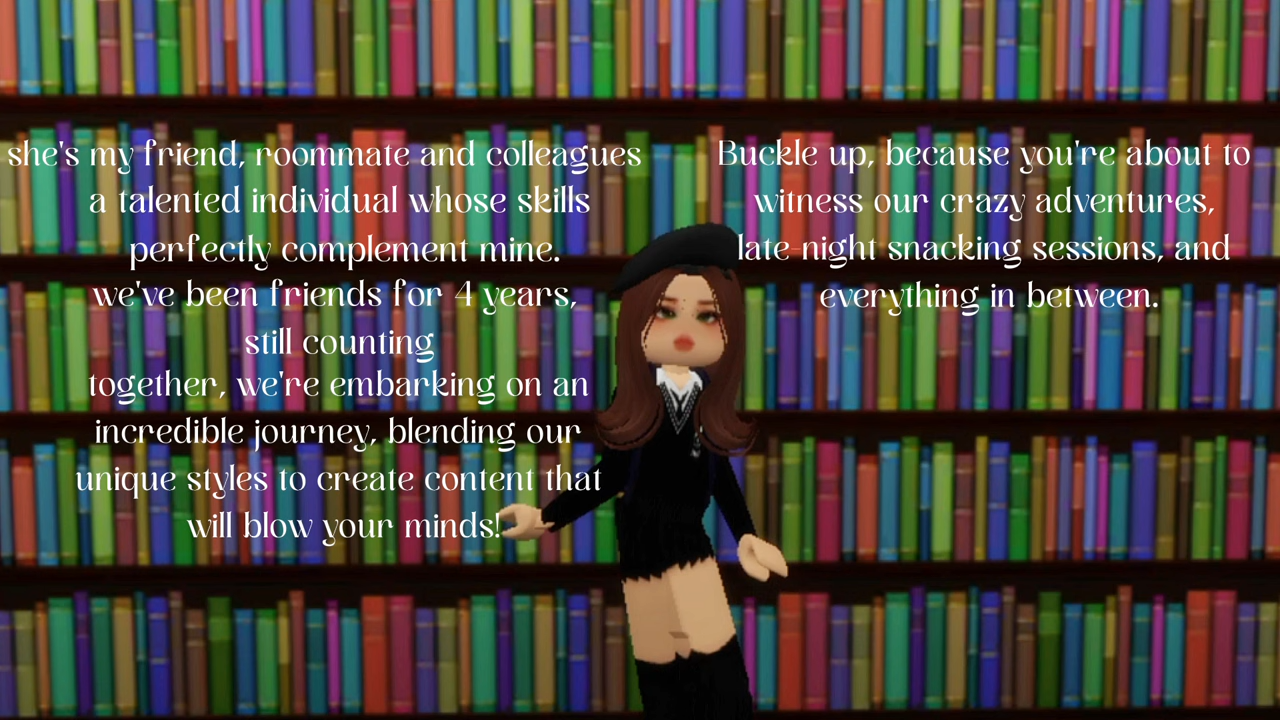 she's my friend, roommate and colleagues
a talented individual whose skills
perfectly complement mine.
we've been friends for 4 years,
still counting
together, we're embarking on an
incredible journey, blending our
unique styles to create content that
will blow your minds!
Buckle up, because you're about to
witness our crazy adventures,
late-night snacking sessions, and
everything in between.